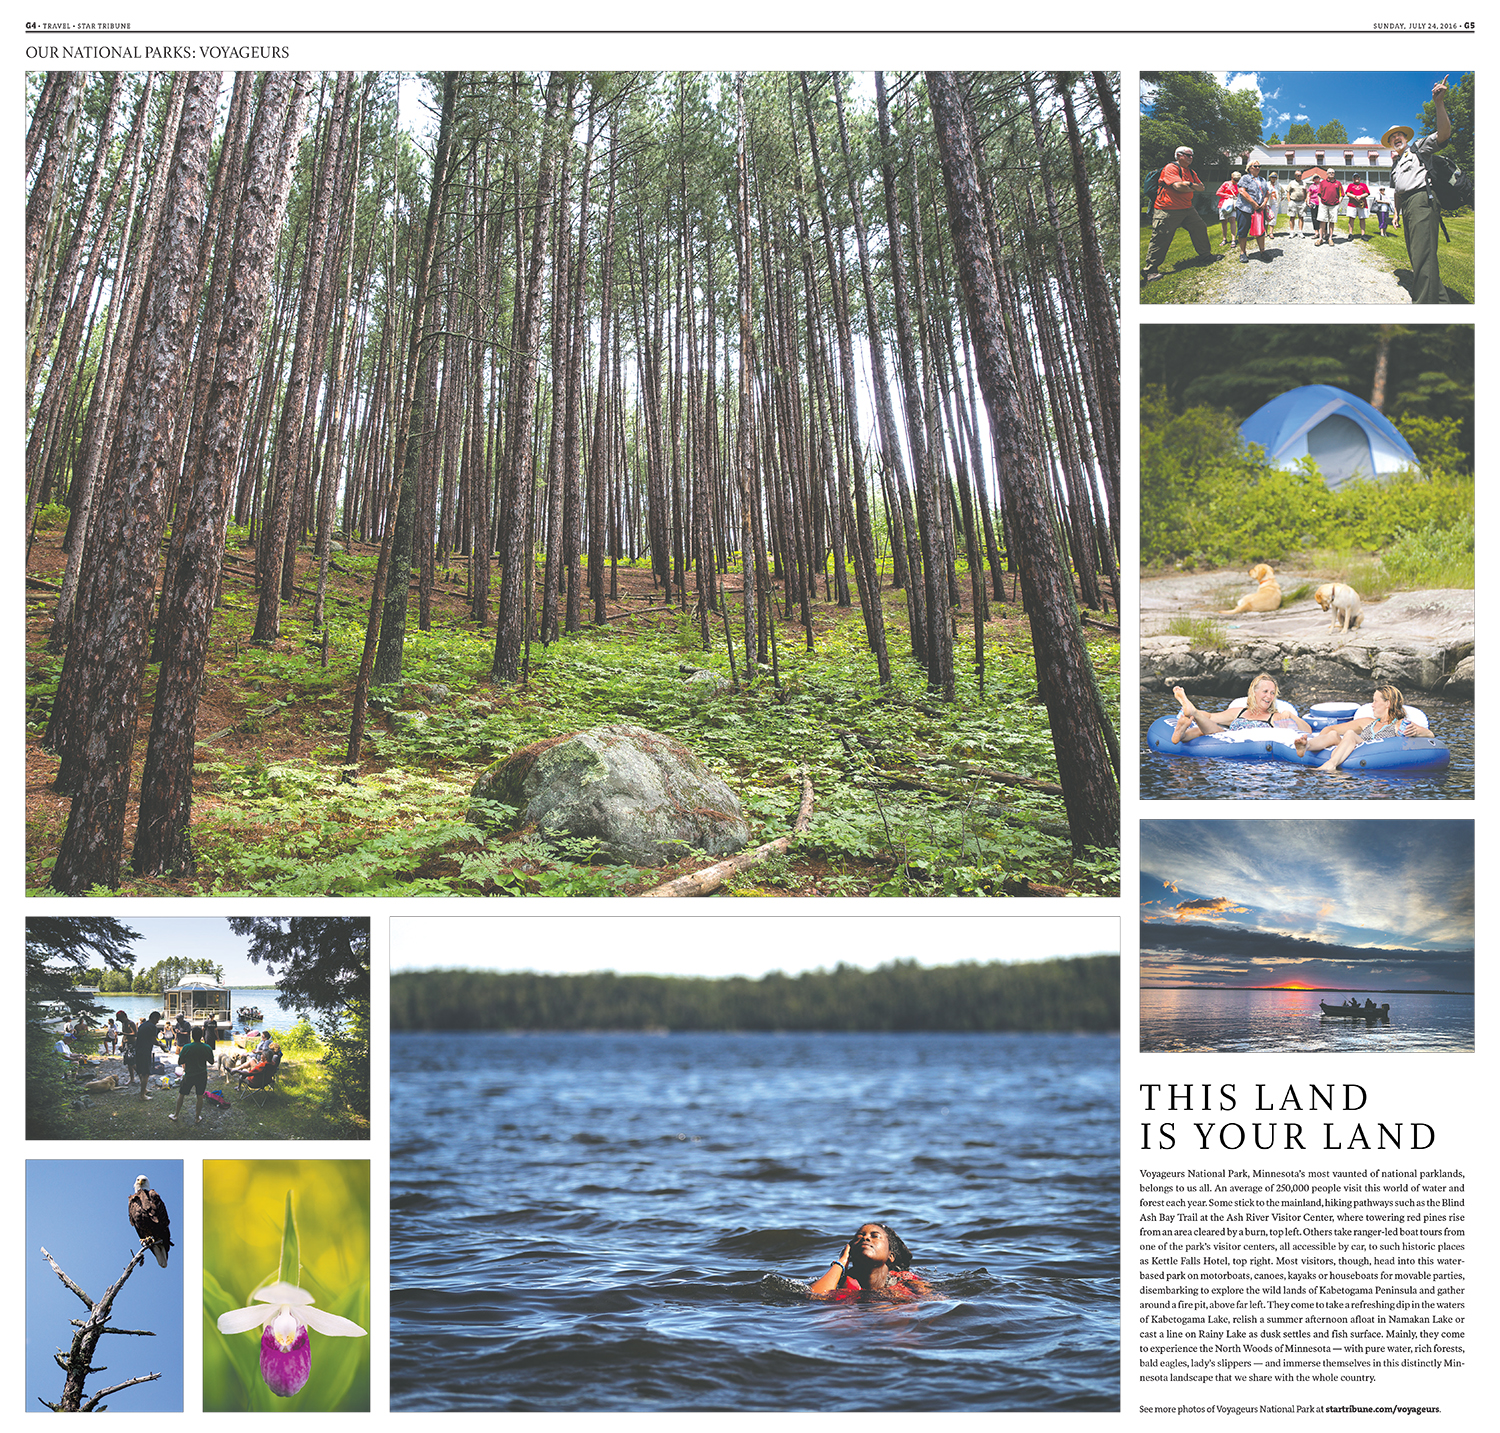 G4 • TRAVEL • STAR TRIBUNE
SUNDAY, JULY 24, 2016 • G5
OUR NATIONAL PARKS: VOYAGEURS
THIS LAND
IS YOUR LAND
Voyageurs National Park, Minnesota's most vaunted of national parklands,
belongs to us all. An average of 250,000 people visit this world of water and
forest each year. Some stick to the mainland, hiking pathways such as the Blind
Ash Bay Trail at the Ash River Visitor Center, where towering red pines rise
from an area cleared by a burn, top left. Others take ranger-led boat tours from
one of the park's visitor centers, all accessible by car, to such historic places
as Kettle Falls Hotel, top right. Most visitors, though, head into this water-
based park on motorboats, canoes, kayaks or houseboats for movable parties,
disembarking to explore the wild lands of Kabetogama Peninsula and gather
around a fire pit, above far left. They come to take a refreshing dip in the waters
of Kabetogama Lake, relish a summer afternoon afloat in Namakan Lake or
cast a line on Rainy Lake as dusk settles and fish surface. Mainly, they come
to experience the North Woods of Minnesota — with pure water, rich forests,
bald eagles, lady's slippers — and immerse themselves in this distinctly Min-
nesota landscape that we share with the whole country.
See more photos of Voyageurs National Park at startribune.com/voyageurs.